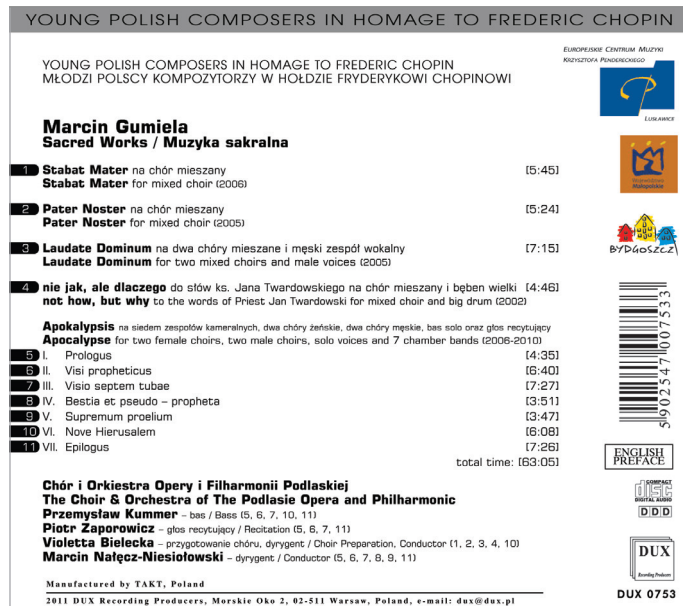 YOUNG POLISH COMPOSERS IN HOMAGE TO FREDERIC CHOPIN
EUROPEJSKIE CENTRUM MUZYKI
KRZYSZTOFA PENDERECKIEGO
LUSŁAWICE
YOUNG POLISH COMPOSERS IN HOMAGE TO FREDERIC CHOPIN
MŁODZI POLSCY KOMPOZYTORZY W HOŁDZIE FRYDERYKOWI CHOPINOWI
Marcin Gumiela
Sacred Works / Muzyka sakralna
Województwo
Małopolskie
1 Stabat Mater na chór mieszany [5:45]
Stabat Mater for mixed choir (2006)
2 Pater Noster na chór mieszany [5:24]
Pater Noster for mixed choir (2005)
BYDGOSZCZ
3 Laudate Dominum na dwa chóry mieszane i męski zespół wokalny [7:15]
Laudate Dominum for two mixed choirs and male voices (2005)
4 nie jak, ale dlaczego do słów ks. Jana Twardowskiego na chór mieszany i bęben wielki [4:46]
not how, but why to the words of Priest Jan Twardowski for mixed choir and big drum (2002)
Apokalypsis na siedem zespołów kameralnych, dwa chóry żeńskie, dwa chóry męskie, bas solo oraz głos recytujący
Apocalypse for two female choirs, two male choirs, solo voices and 7 chamber bands (2006-2010)
5 I. Prologus [4:35]
6 II. Visi propheticus [6:40]
7 III. Visio septem tubae [7:27]
8 IV. Bestia et pseudo – propheta [3:51]
9 V. Supremum proelium [3:47]
10 VI. Nove Hierusalem [6:08]
11 VII. Epilogus [7:26]
total time: [63:05]
5902547007533
ENGLISH
PREFACE
Chór i Orkiestra Opery i Filharmonii Podlaskiej
The Choir & Orchestra of The Podlasie Opera and Philharmonic
Przemysław Kummer – bas / Bass (5, 6, 7, 10, 11)
Piotr Zaporowicz – głos recytujący / Recitation (5, 6, 7, 11)
Violetta Bielecka – przygotowanie chóru, dyrygent / Choir Preparation, Conductor (1, 2, 3, 4, 10)
Marcin Nałęcz-Niesiołowski – dyrygent / Conductor (5, 6, 7, 8, 9, 11)
COMPACT
disc
DIGITAL AUDIO
DDD
DUX
Recording Producers
DUX 0753
Manufactured by TAKT, Poland
2011 DUX Recording Producers, Morskie Oko 2, 02-511 Warsaw, Poland, e-mail: dux@dux.pl